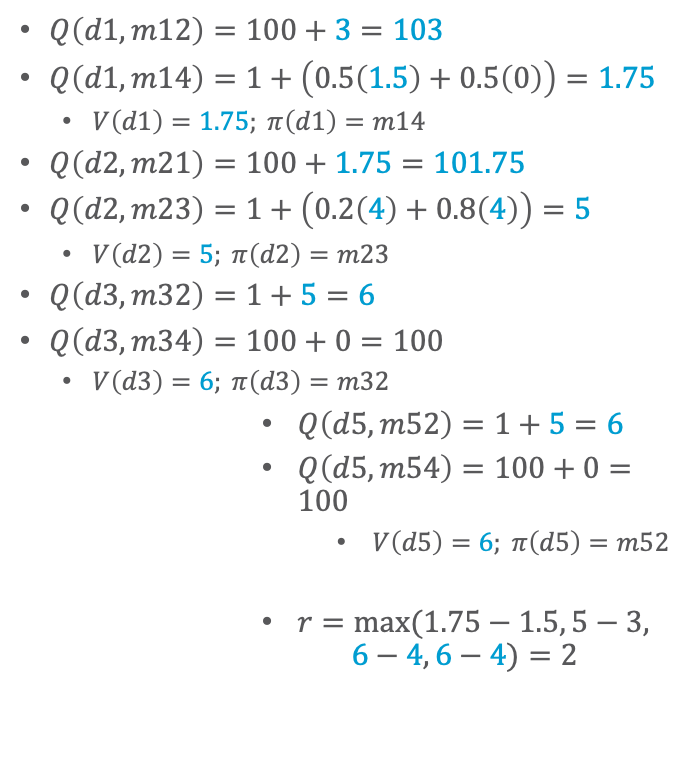 • Q(d1, m12) = 100 + 3 = 103
• Q(d1, m14) = 1 + (0.5(1.5) + 0.5(0)) = 1.75
• V(d1) = 1.75; π(d1) = m14
• Q(d2, m21) = 100 + 1.75 = 101.75
• Q(d2, m23) = 1 + (0.2(4) + 0.8(4)) = 5
• V(d2) = 5; π(d2) = m23
• Q(d3, m32) = 1 + 5 = 6
• Q(d3, m34) = 100 + 0 = 100
• V(d3) = 6; π(d3) = m32
• Q(d5, m52) = 1 + 5 = 6
• Q(d5, m54) = 100 + 0 =
100
• V(d5) = 6; π(d5) = m52
• r = max(1.75 − 1.5, 5 − 3,
6 − 4, 6 − 4) = 2